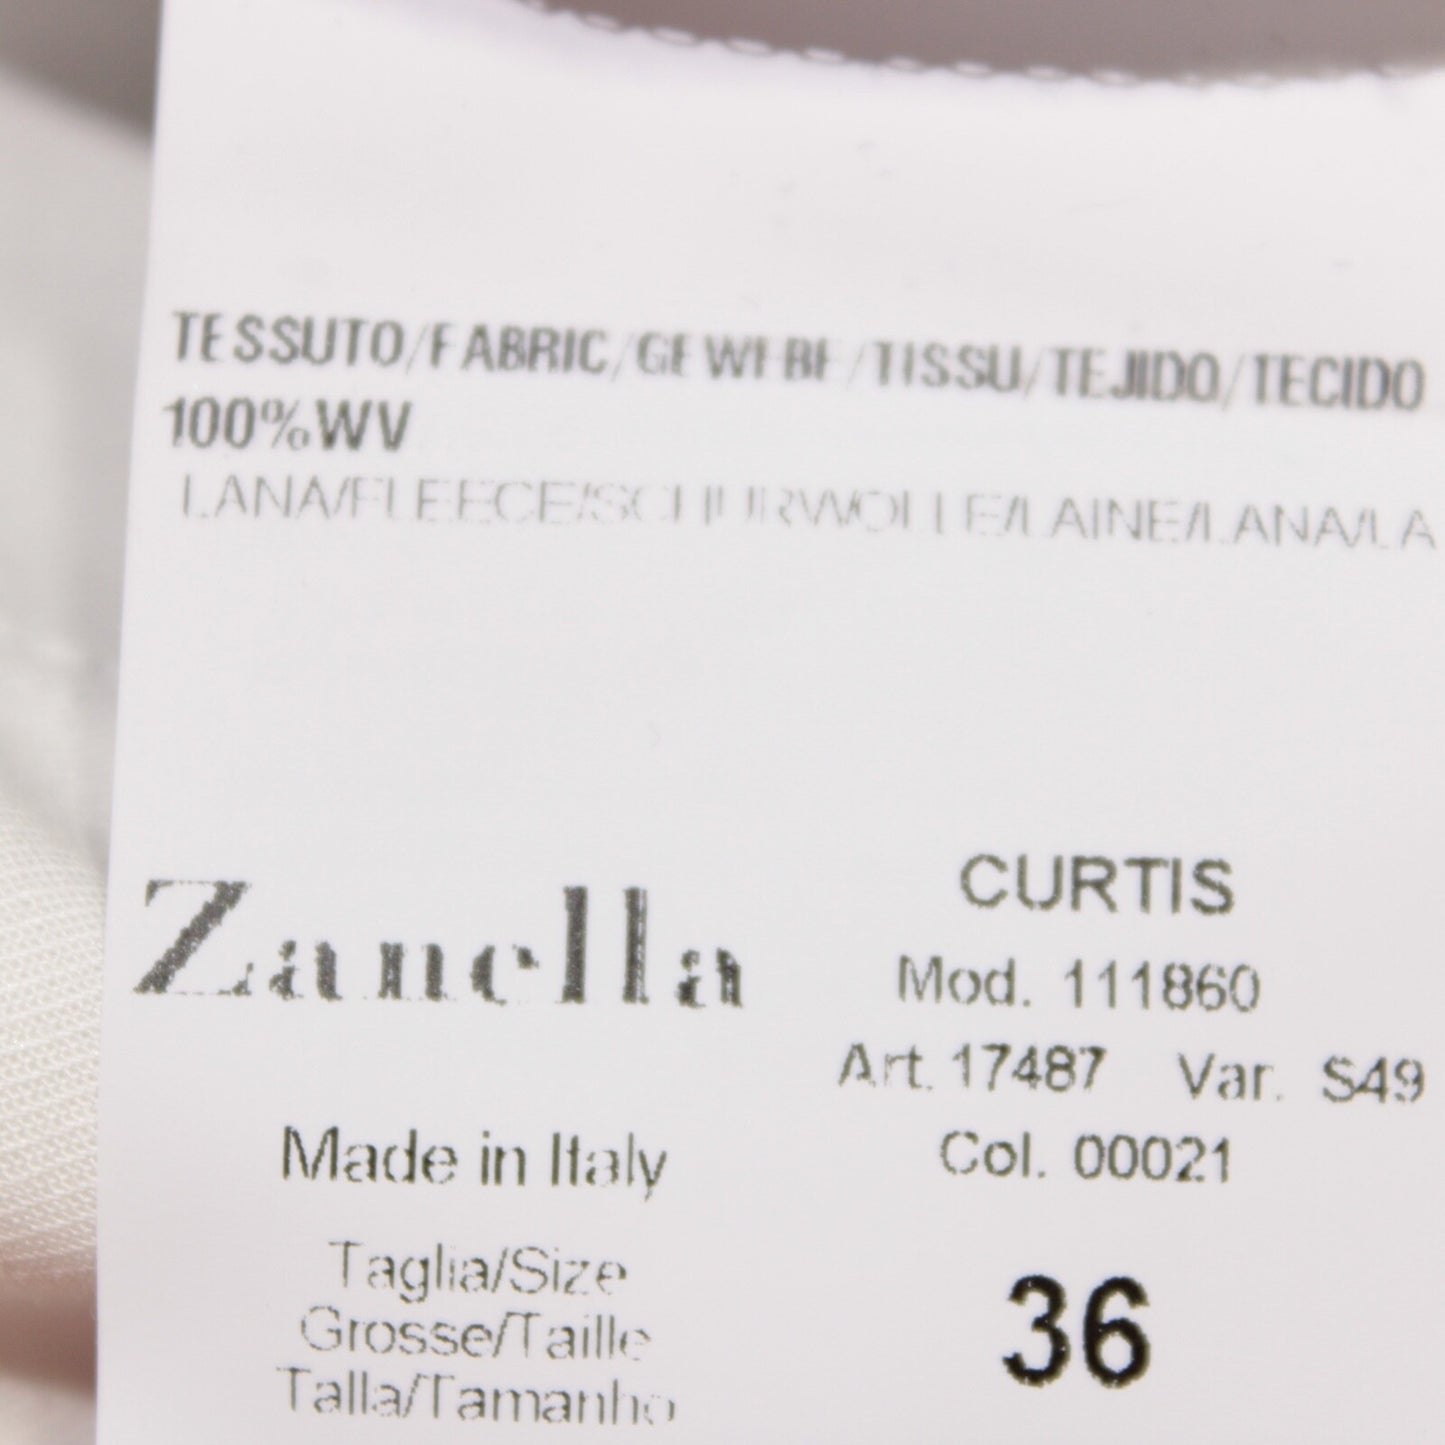 TESSUTO/FABRIC/GEWEBE/TISSU/TEJIDO/TECIDO
100%WV
LANA/FLEECE/SCHURWOLLE/LAINE/LANA/LA
Zanella
CURTIS
Mod. 111860
Art. 17487 Var. S49
Col. 00021
Made in Italy
Taglia/Size
Grosse/Taille
Talla/Tamanho
36